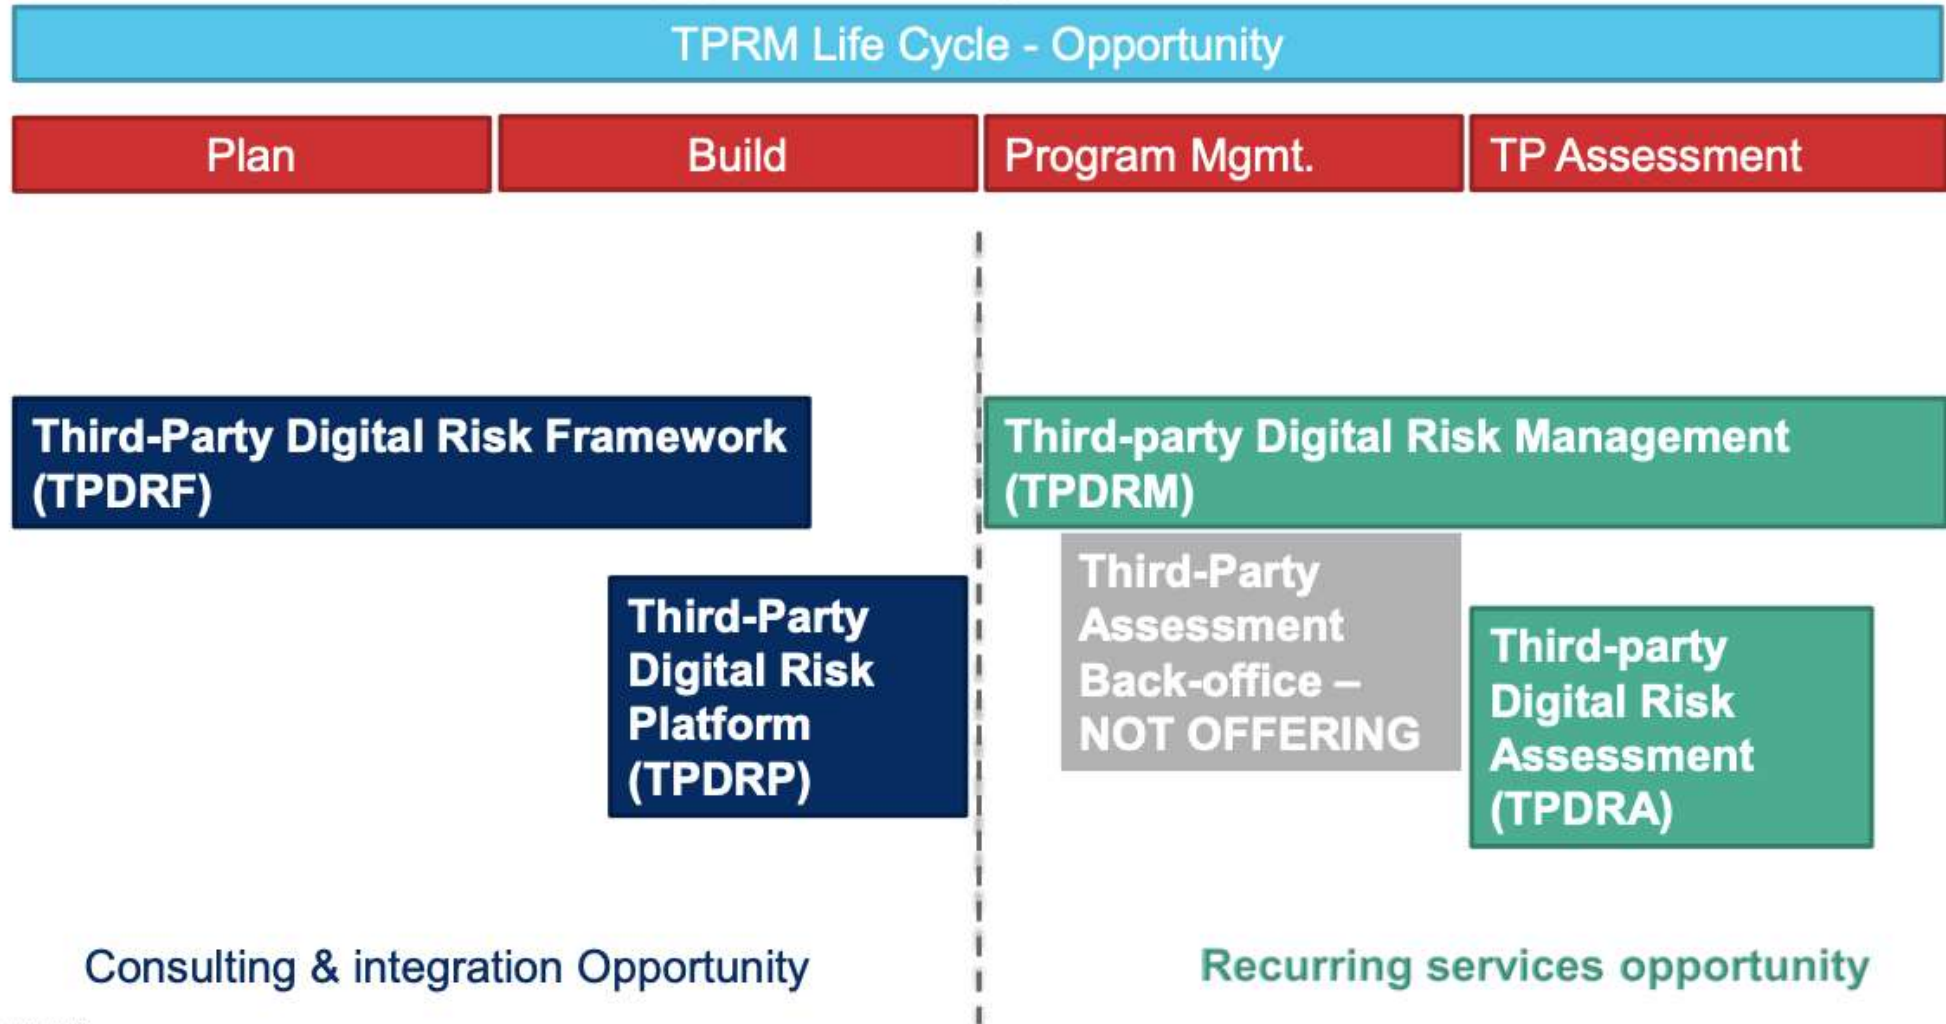 TPRM Life Cycle - Opportunity
Plan
Build
Program Mgmt.
TP Assessment
Third-Party Digital Risk Framework
(TPDRF)
Third-party Digital Risk Management
(TPDRM)
Third-Party
Digital Risk
Platform
(TPDRP)
Third-Party
Assessment
Back-office –
NOT OFFERING
Third-party
Digital Risk
Assessment
(TPDRA)
Consulting & integration Opportunity
Recurring services opportunity